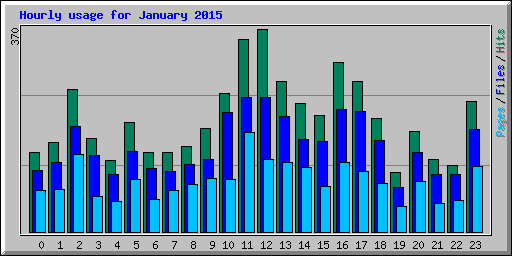 Hourly usage for January 2015
370
Pages/Files/Hits
0 1 2 3 4 5 6 7 8 9 10 11 12 13 14 15 16 17 18 19 20 21 22 23